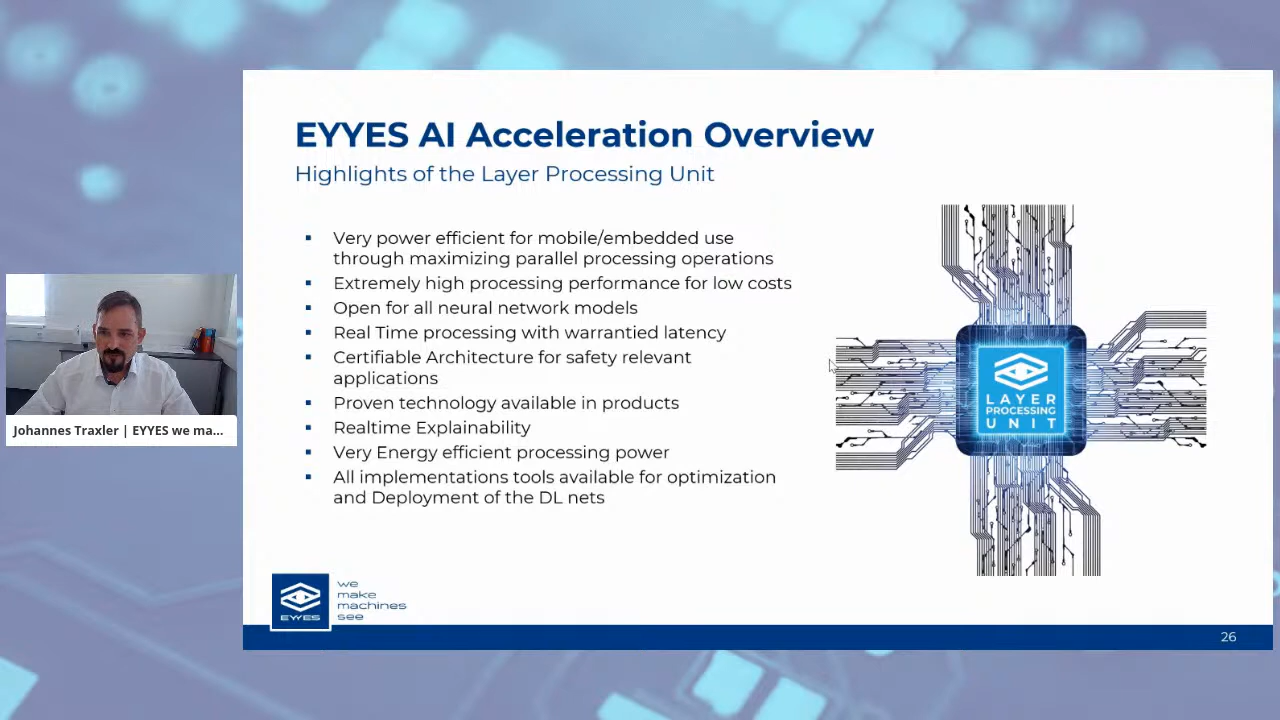 EYYES AI Acceleration Overview
Highlights of the Layer Processing Unit
▪ Very power efficient for mobile/embedded use
through maximizing parallel processing operations
▪ Extremely high processing performance for low costs
▪ Open for all neural network models
▪ Real Time processing with warrantied latency
▪ Certifiable Architecture for safety relevant
applications
▪ Proven technology available in products
▪ Realtime Explainability
▪ Very Energy efficient processing power
▪ All implementations tools available for optimization
and Deployment of the DL nets
LAYER
PROCESSING
UNIT
Johannes Traxler | EYYES we ma...
EYYES
we
make
machines
see
26